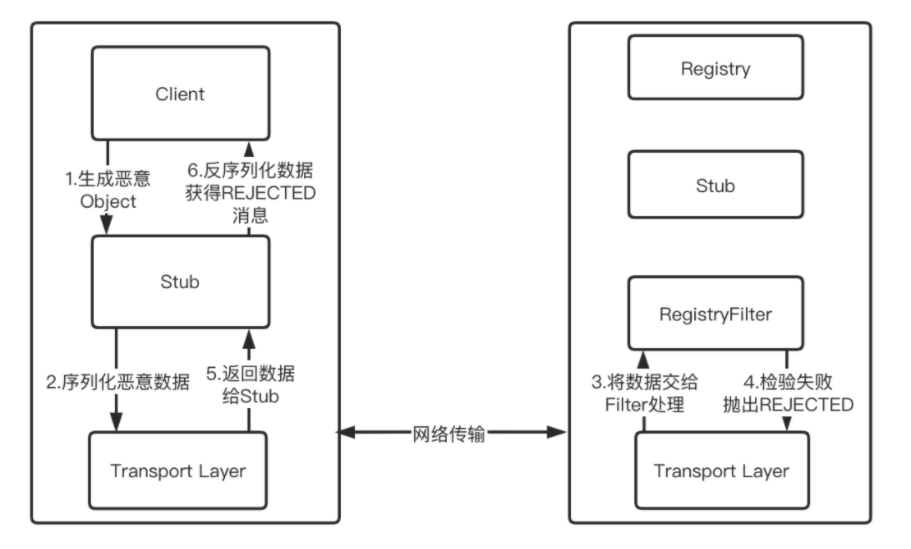 Client
1.生成恶意
Object
6.反序列化数据
获得REJECTED
消息
Stub
2.序列化恶意数据
5.返回数据
给Stub
Transport Layer
网络传输
Registry
Stub
RegistryFilter
3.将数据交给
Filter处理
4.检验失败
抛出REJECTED
Transport Layer